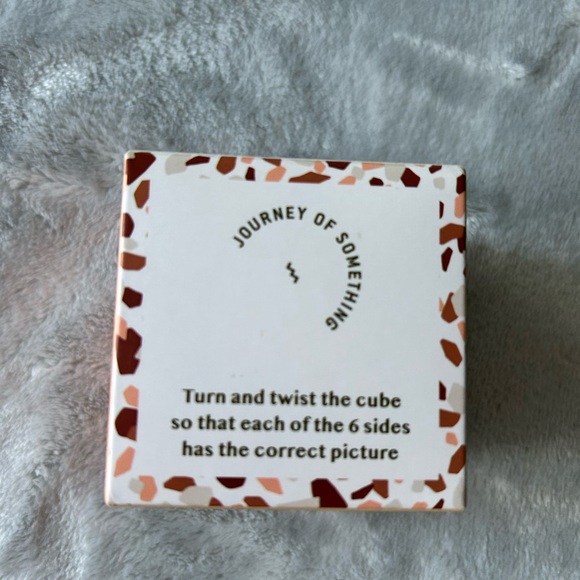 JOURNEY OF SOMETHING
Turn and twist the cube
so that each of the 6 sides
has the correct picture